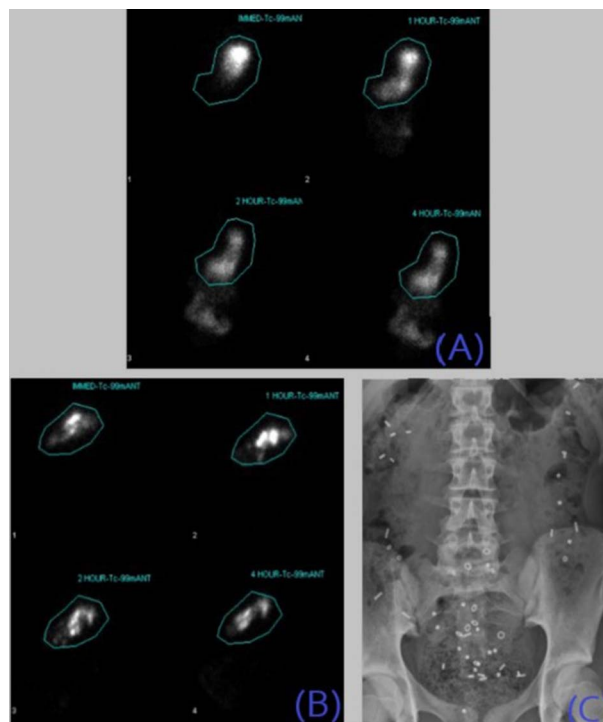 IMMED-Tc-99mAN
1 HOUR-Tc-99mANT
1
2
2 HOUR-Tc-99mAN
4 HOUR-Tc-99mAN
3
4
(A)
IMMED-Tc-99mANT
1 HOUR-Tc-99mANT
1
2
2 HOUR-Tc-99mANT
4 HOUR-Tc-99mANT
3
4
(B)
(C)